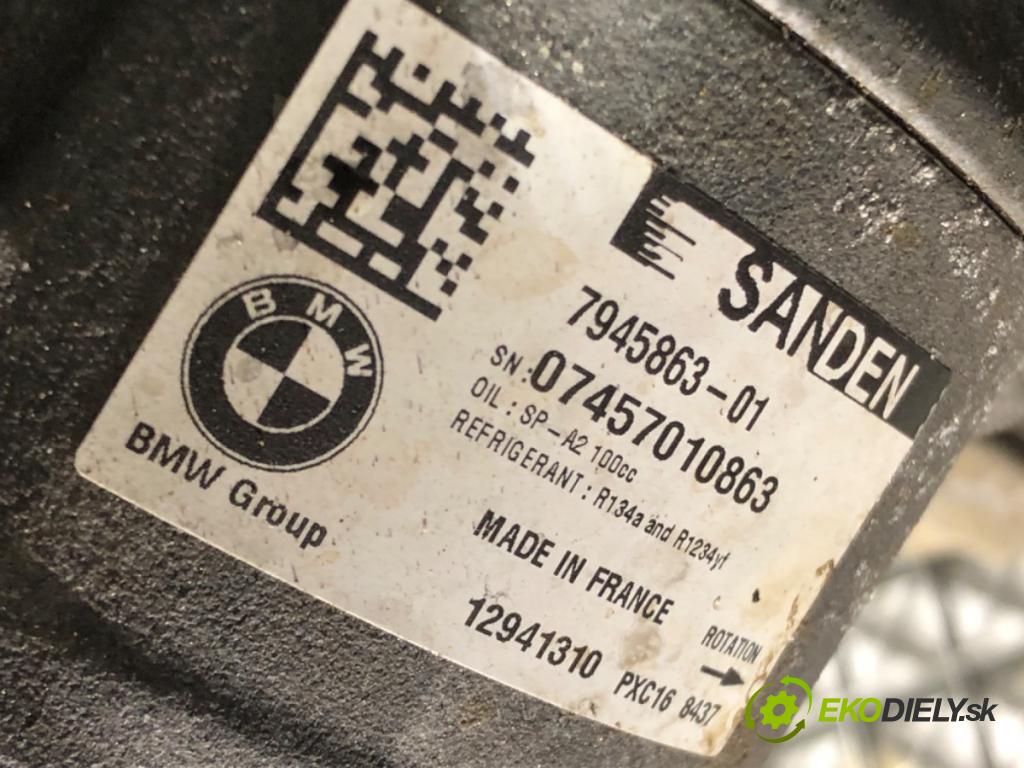 SANDEN
7945863-01
SN:07457010863
OIL : SP-A2 100cc
REFRIGERANT : R134a and R1234yf
BMW
BMW Group
MADE IN FRANCE
12941310 PXC16 8437
ROTATION
EKODIELY.sk